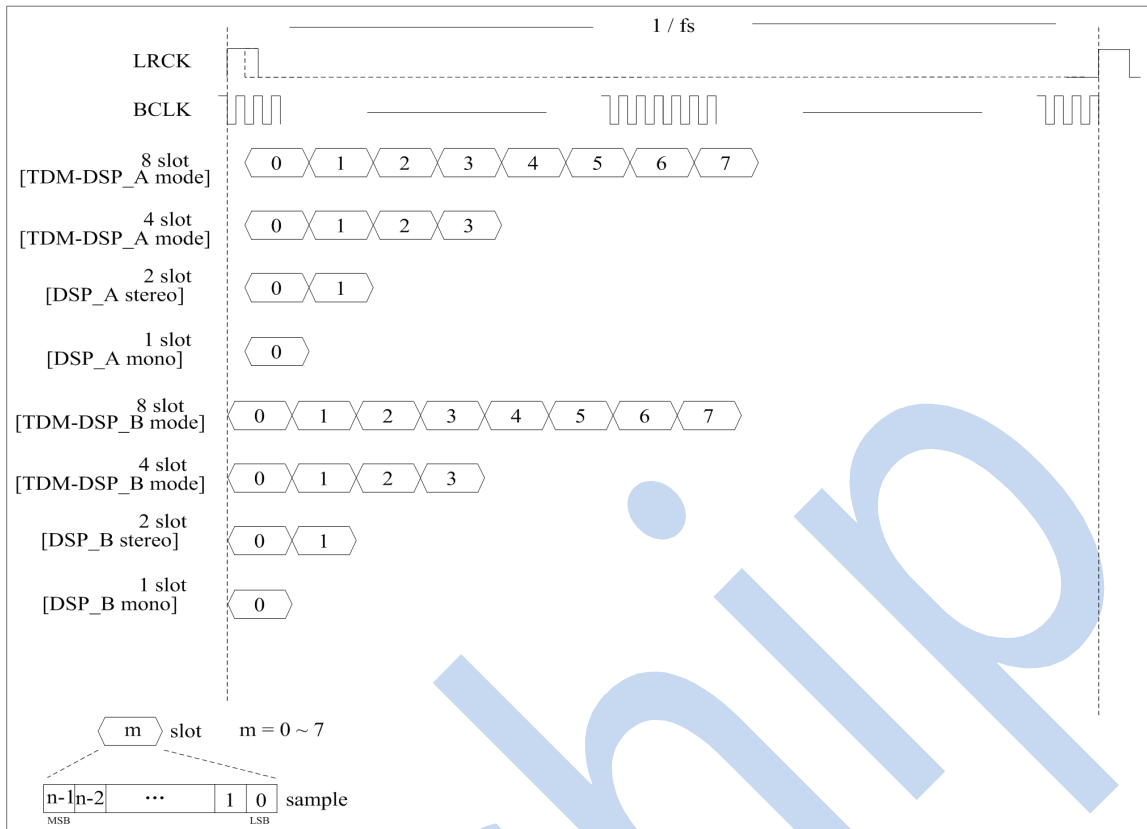 1 / fs
LRCK
BCLK
8 slot
[TDM-DSP_A mode]
0 1 2 3 4 5 6 7
4 slot
[TDM-DSP_A mode]
0 1 2 3
2 slot
[DSP_A stereo]
0 1
1 slot
[DSP_A mono]
0
8 slot
[TDM-DSP_B mode]
0 1 2 3 4 5 6 7
4 slot
[TDM-DSP_B mode]
0 1 2 3
2 slot
[DSP_B stereo]
0 1
1 slot
[DSP_B mono]
0
m slot m = 0 ~ 7
n-1 n-2 ••• 1 0 sample
MSB LSB
hip